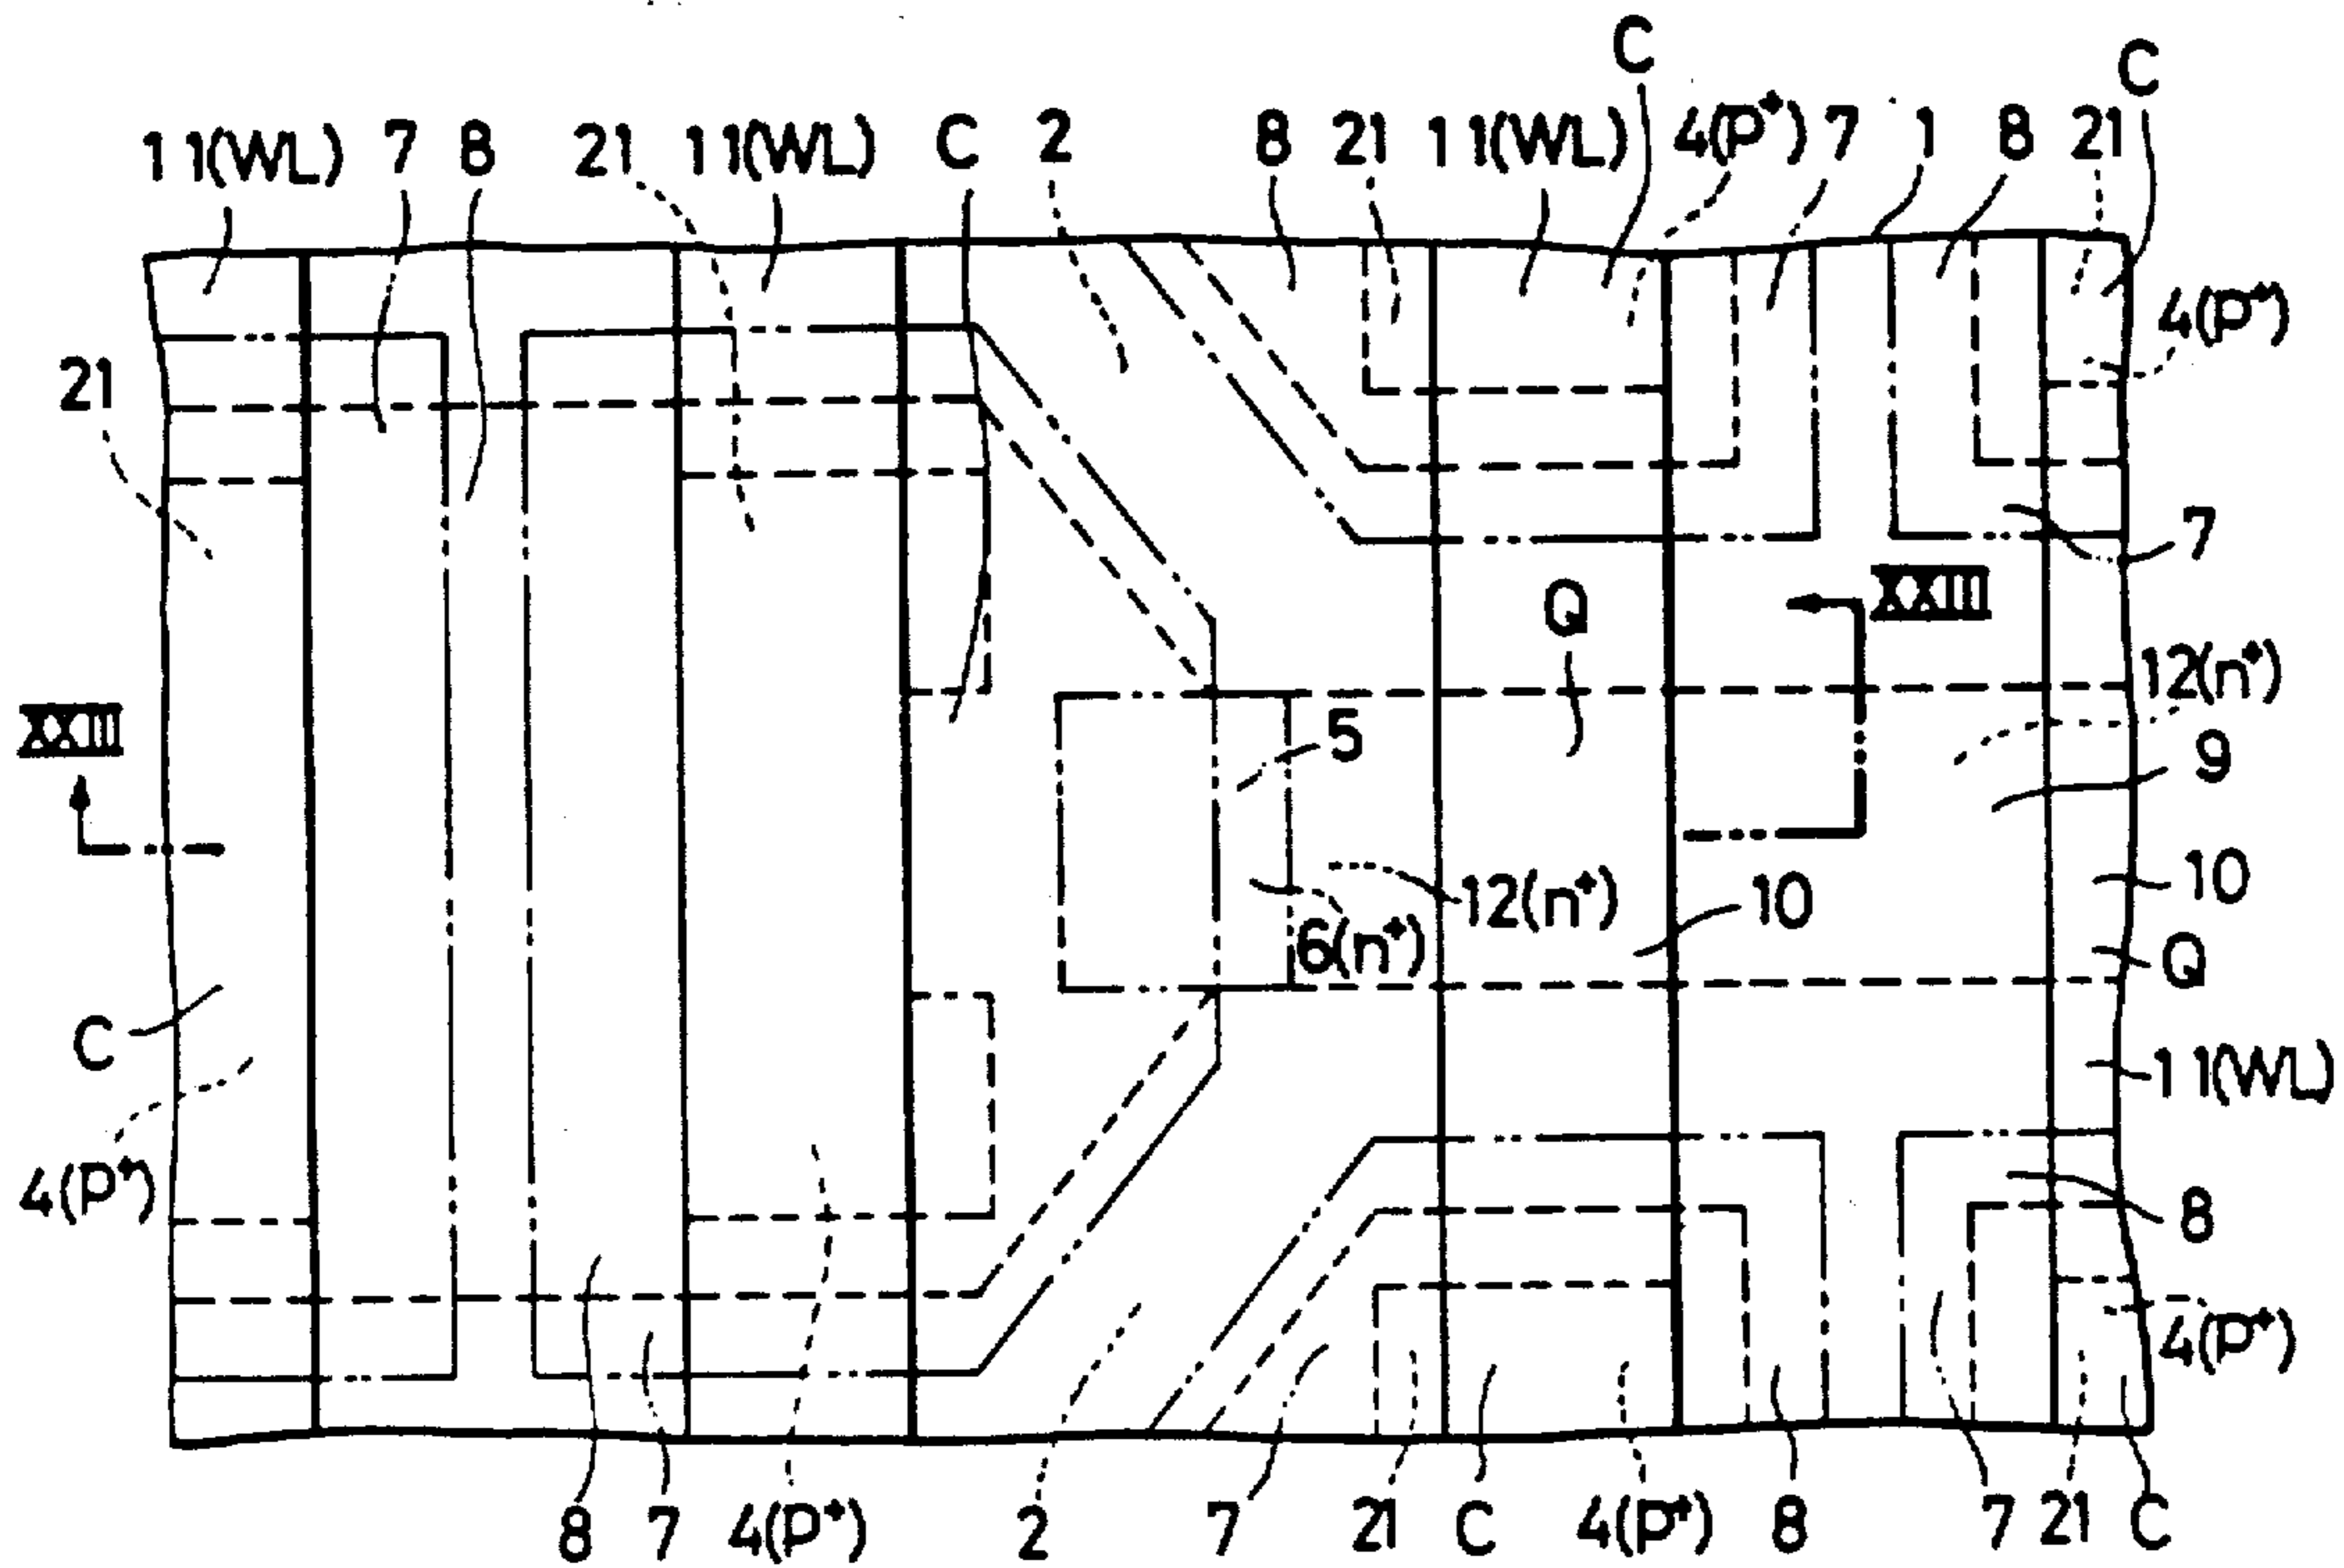 C
C
11(WL) 7 8 21 11(WL) C 2 8 21 11(WL) 4(P+) 7 1 8 21
4(P+)
21
7
XXIII
Q
12(n+)
XXIII
5
9
12(n+)
10
10
6(n+)
Q
C
11(WL)
4(P+)
8
4(P+)
8 7 4(P+) 2 7 21 C 4(P+) 8 7 21 C